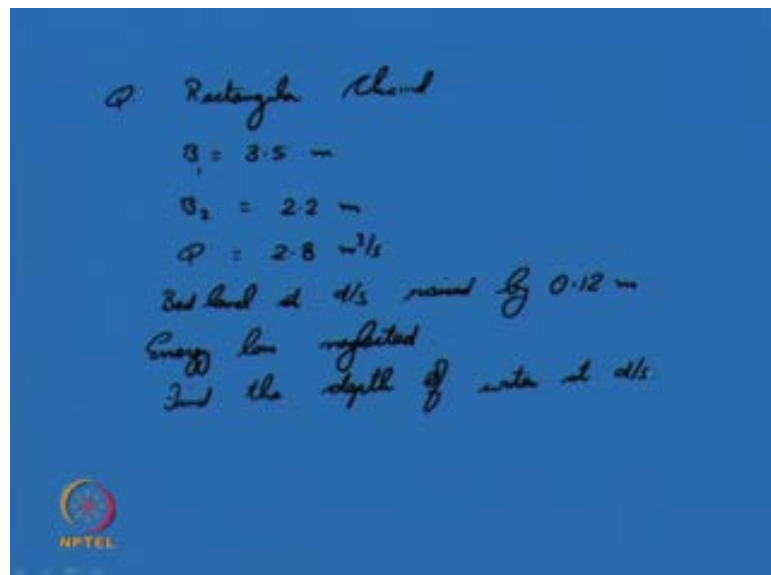 Q. Rectangular Channel
B₁ = 3.5 m
B₂ = 2.2 m
Q = 2.8 m³/s
Bed level at d/s raised by 0.12 m
Energy loss neglected
Find the depth of water at d/s
NPTEL